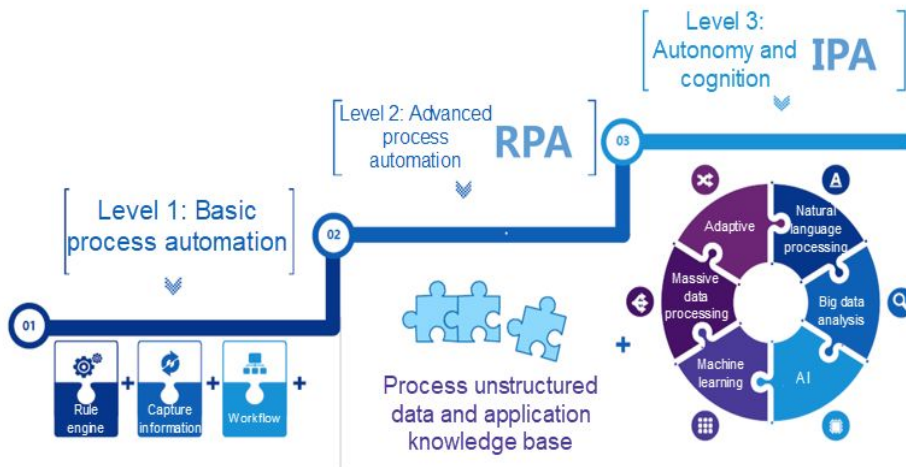 Level 1: Basic
process automation
01
Rule
engine
+
Capture
information
+
Workflow
+
Level 2: Advanced
process
automation
RPA
02
Process unstructured
data and application
knowledge base
+
Level 3:
Autonomy and
cognition
IPA
03
Adaptive
A
Natural
language
processing
Massive
data
processing
Big data
analysis
Machine
learning
AI